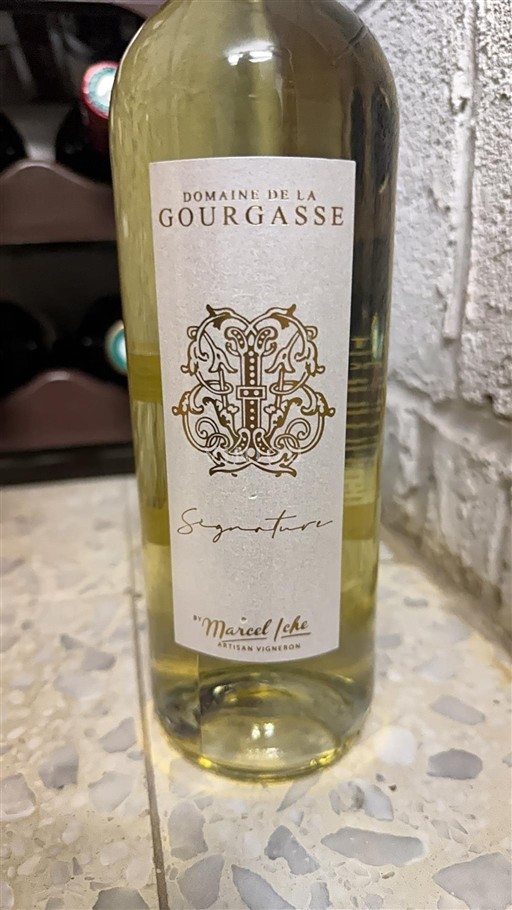 DOMAINE DE LA
GOURGASSE
Signature
BY Marcel Iche
ARTISAN VIGNERON